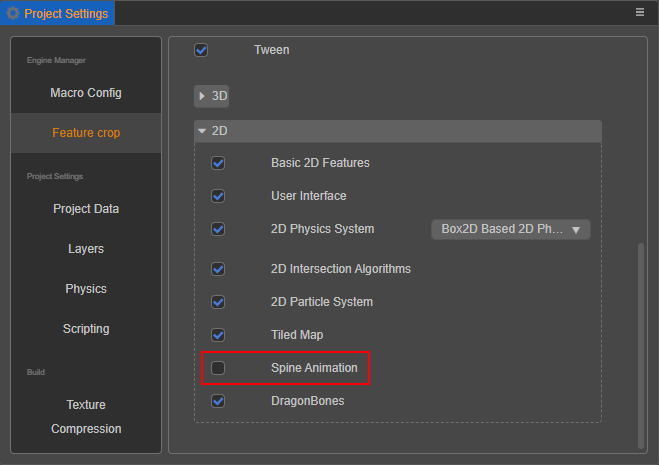 Project Settings
Engine Manager
Macro Config
Feature crop
Project Settings
Project Data
Layers
Physics
Scripting
Build
Texture
Compression
Tween
3D
2D
Basic 2D Features
User Interface
2D Physics System
Box2D Based 2D Ph...
2D Intersection Algorithms
2D Particle System
Tiled Map
Spine Animation
DragonBones